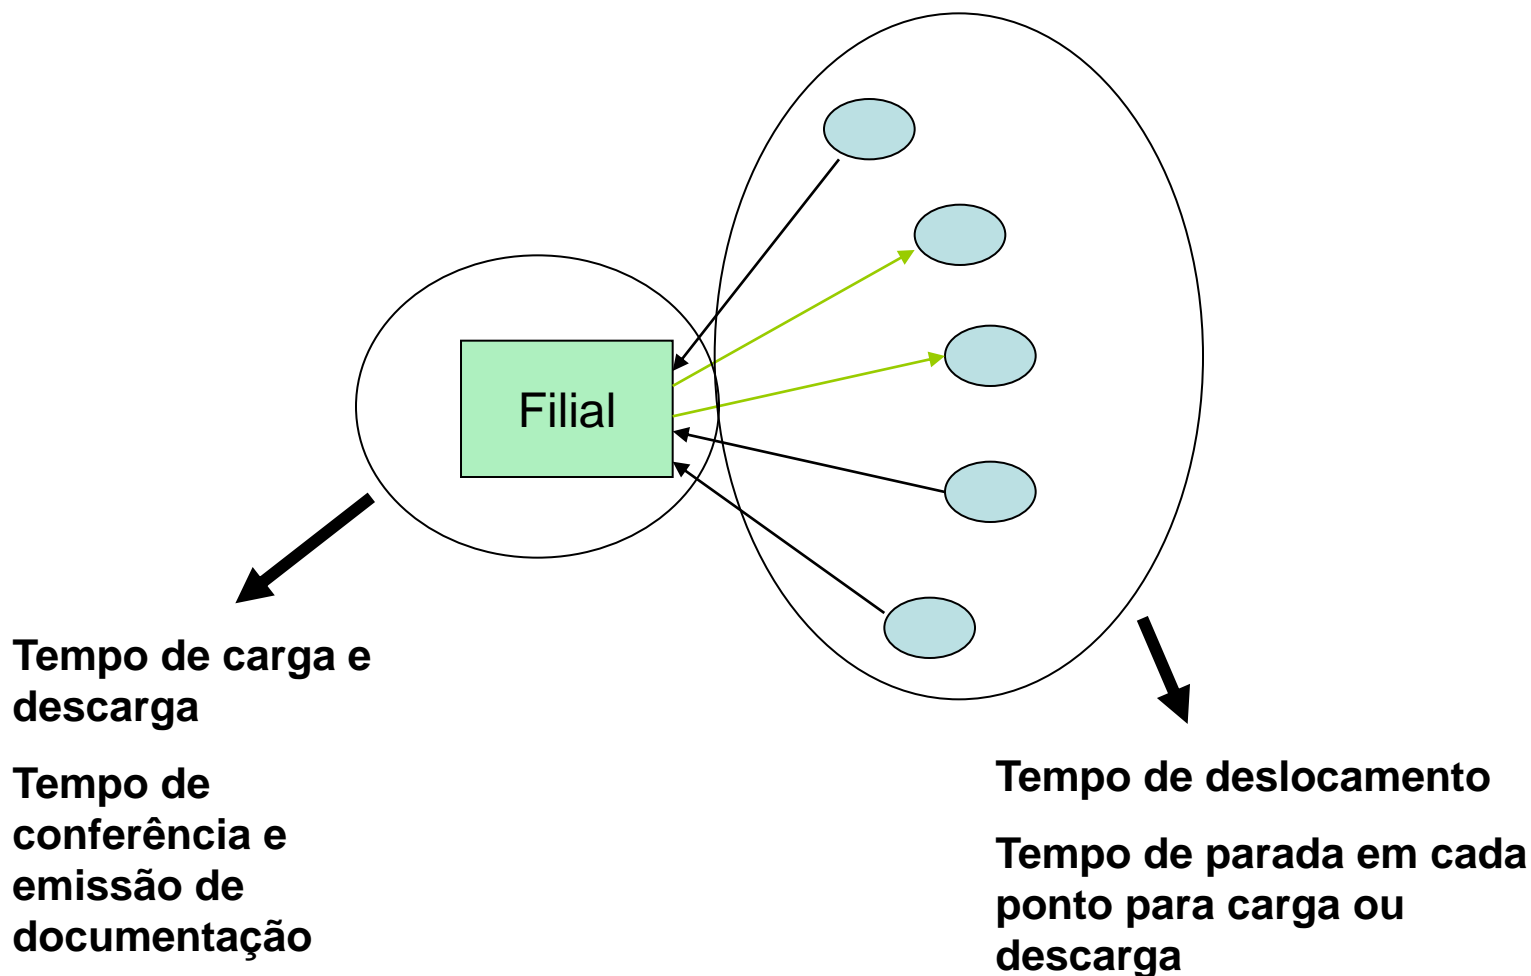 Filial
Tempo de carga e
descarga
Tempo de
conferência e
emissão de
documentação
Tempo de deslocamento
Tempo de parada em cada
ponto para carga ou
descarga